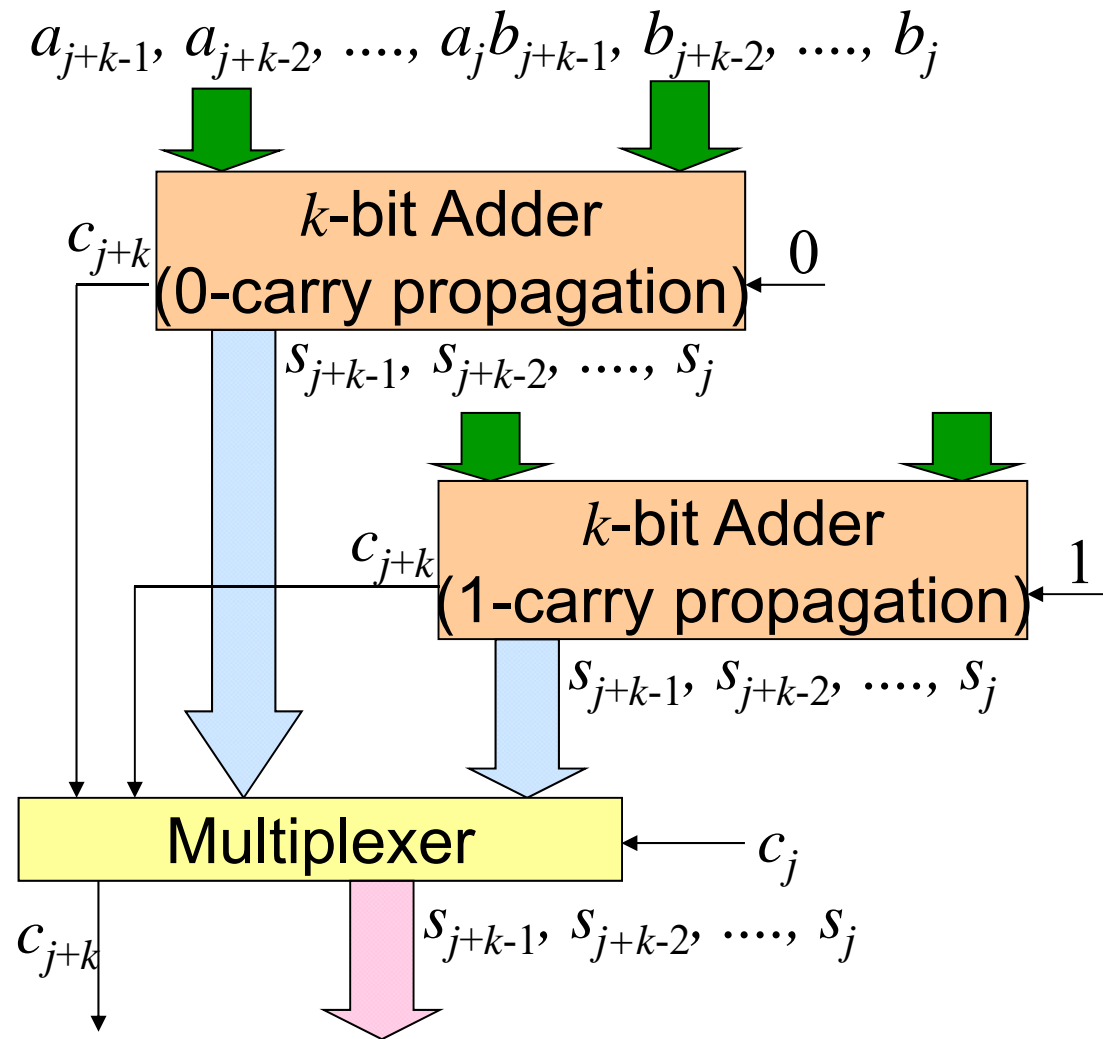 a_{j+k-1}, a_{j+k-2}, ...., a_j b_{j+k-1}, b_{j+k-2}, ...., b_j
k-bit Adder
c_{j+k}
0
(0-carry propagation)
s_{j+k-1}, s_{j+k-2}, ...., s_j
k-bit Adder
c_{j+k}
1
(1-carry propagation)
s_{j+k-1}, s_{j+k-2}, ...., s_j
Multiplexer
c_j
c_{j+k}
s_{j+k-1}, s_{j+k-2}, ...., s_j